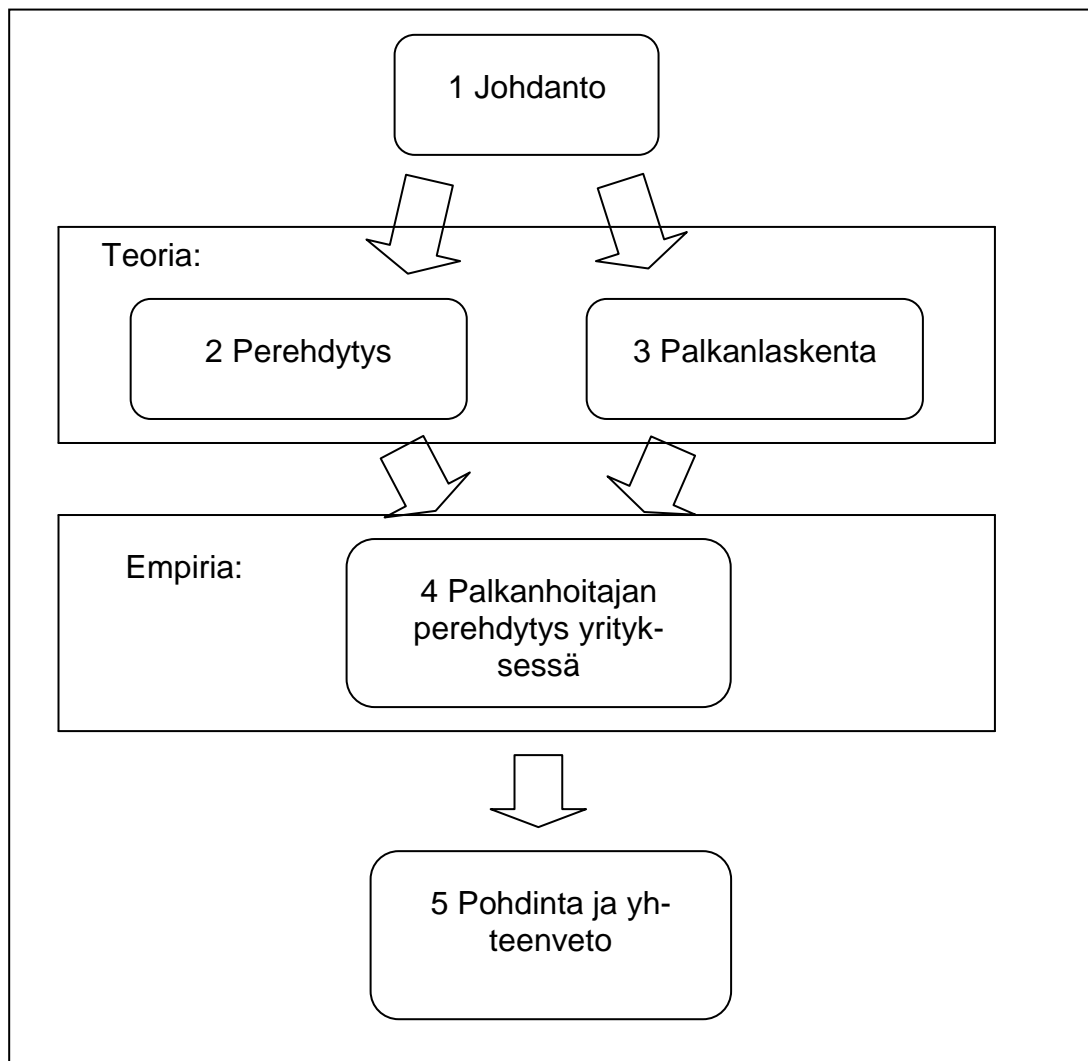 1 Johdanto
Teoria:
2 Perehdytys
3 Palkanlaskenta
Empiria:
4 Palkanhoitajan
perehdytys yrityk-
sessä
5 Pohdinta ja yh-
teenveto